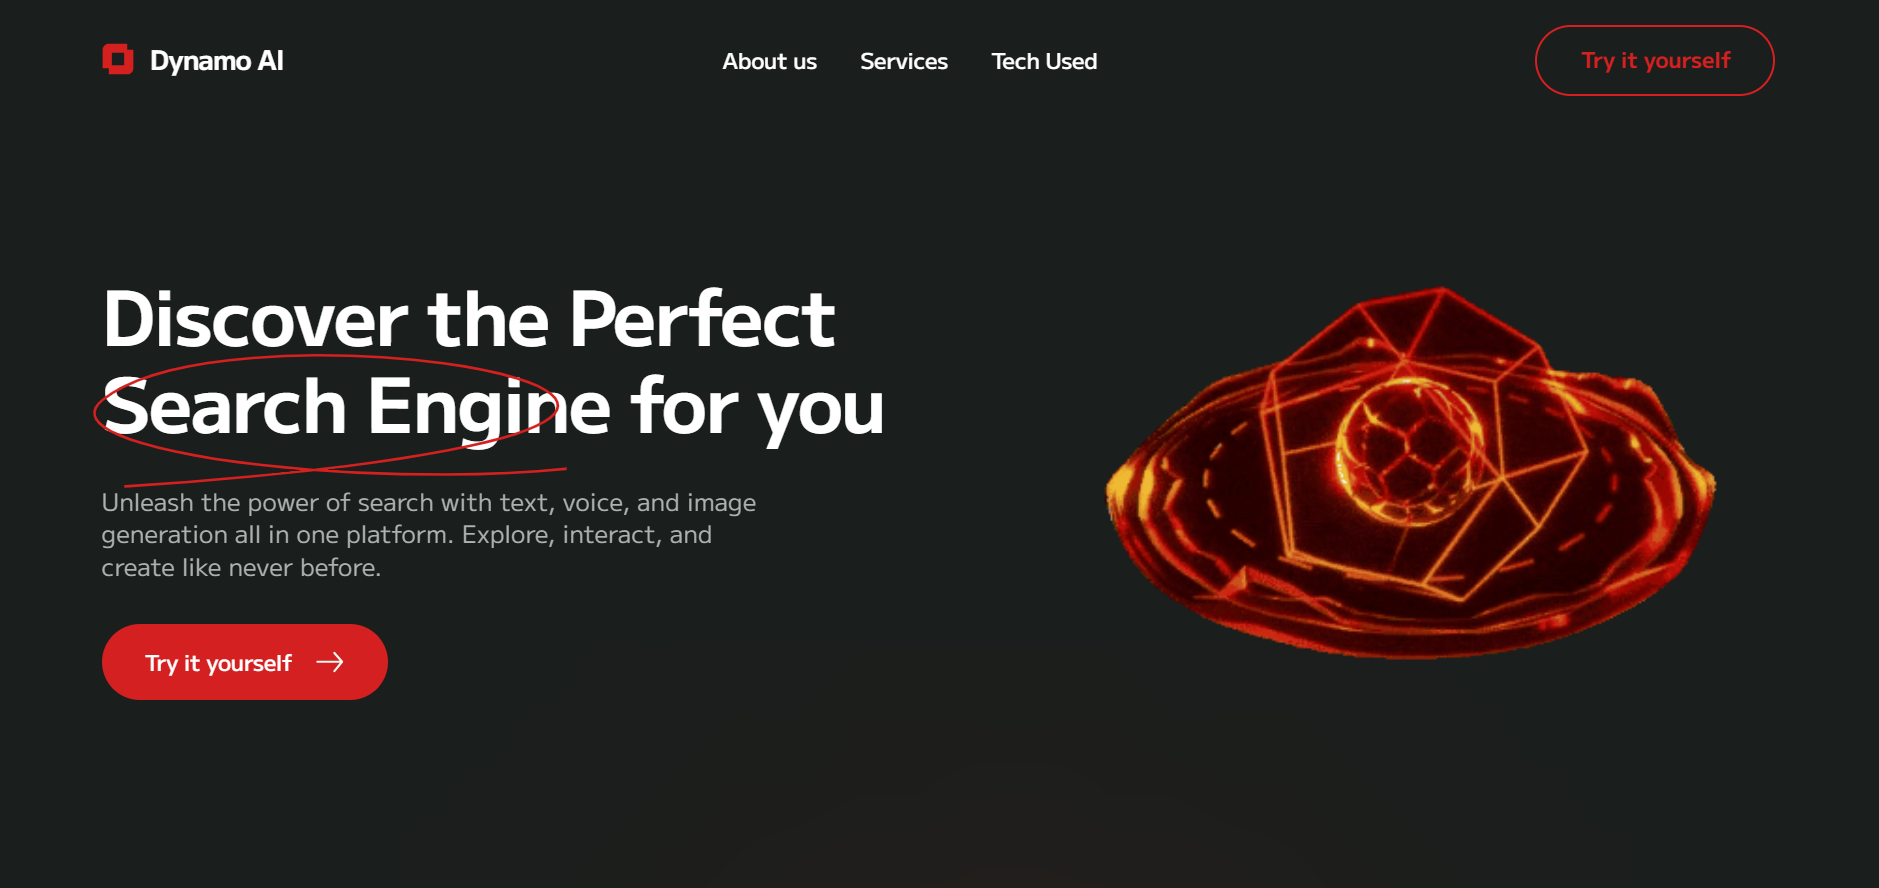 Dynamo AI
About us
Services
Tech Used
Try it yourself
Discover the Perfect
Search Engine for you
Unleash the power of search with text, voice, and image
generation all in one platform. Explore, interact, and
create like never before.
Try it yourself